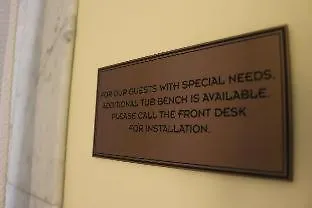 FOR OUR GUESTS WITH SPECIAL NEEDS,
ADDITIONAL TUB BENCH IS AVAILABLE.
PLEASE CALL THE FRONT DESK
FOR INSTALLATION.